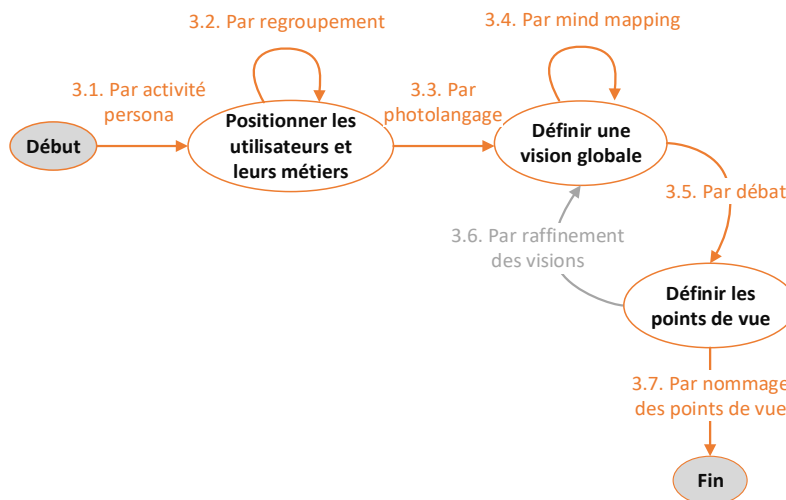 3.2. Par regroupement
3.4. Par mind mapping
3.1. Par activité
persona
3.3. Par
photolangage
Début
Positionner les
utilisateurs et
leurs métiers
Définir une
vision globale
3.5. Par débat
3.6. Par raffinement
des visions
Définir les
points de vue
3.7. Par nommage
des points de vue
Fin